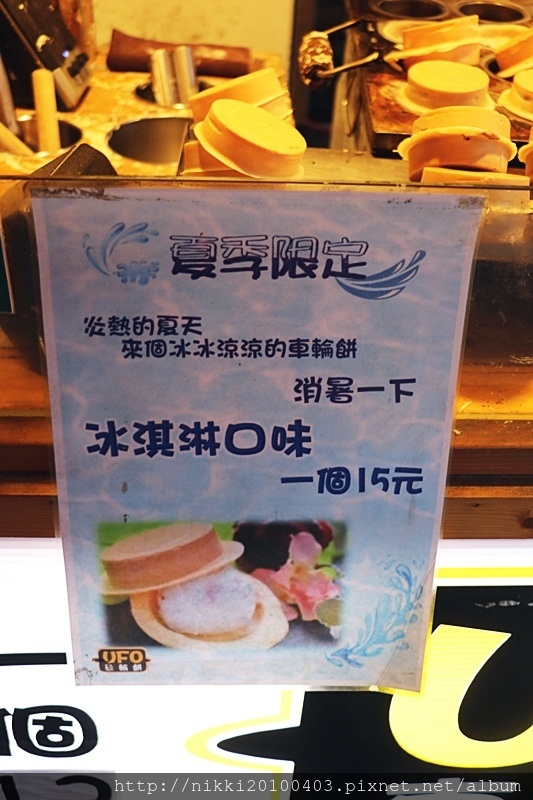 夏季限定
炎熱的夏天
來個冰冰涼涼的車輪餅
消暑一下
冰淇淋口味
一個15元
UFO
車輪餅
個
http://nikki20100403.pixnet.net/album